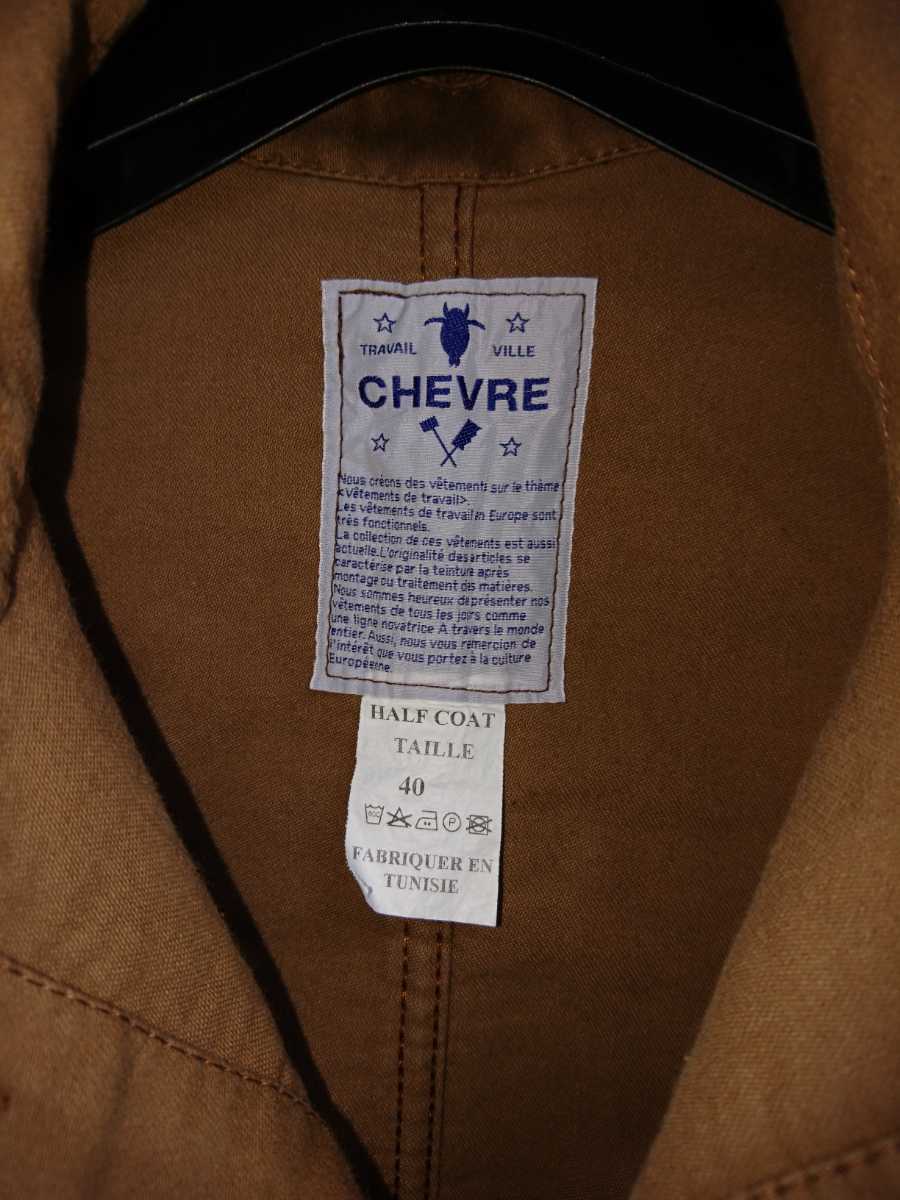 TRAVAIL VILLE
CHEVRE
Nous créons des vêtements sur le thème
<Vêtements de travail>.
Les vêtements de travail en Europe sont
très fonctionnels.
La collection de ces vêtements est aussi
actuelle.L'originalité des articles se
caractérise par la teinture après
montage ou traitement des matières.
Nous sommes heureux de présenter nos
vêtements de tous les jours comme
une ligne novatrice A travers le monde
entier. Aussi, nous vous remercion de
l'intérêt que vous portez à la culture
Européenne.
HALF COAT
TAILLE
40
P
FABRIQUER EN
TUNISIE